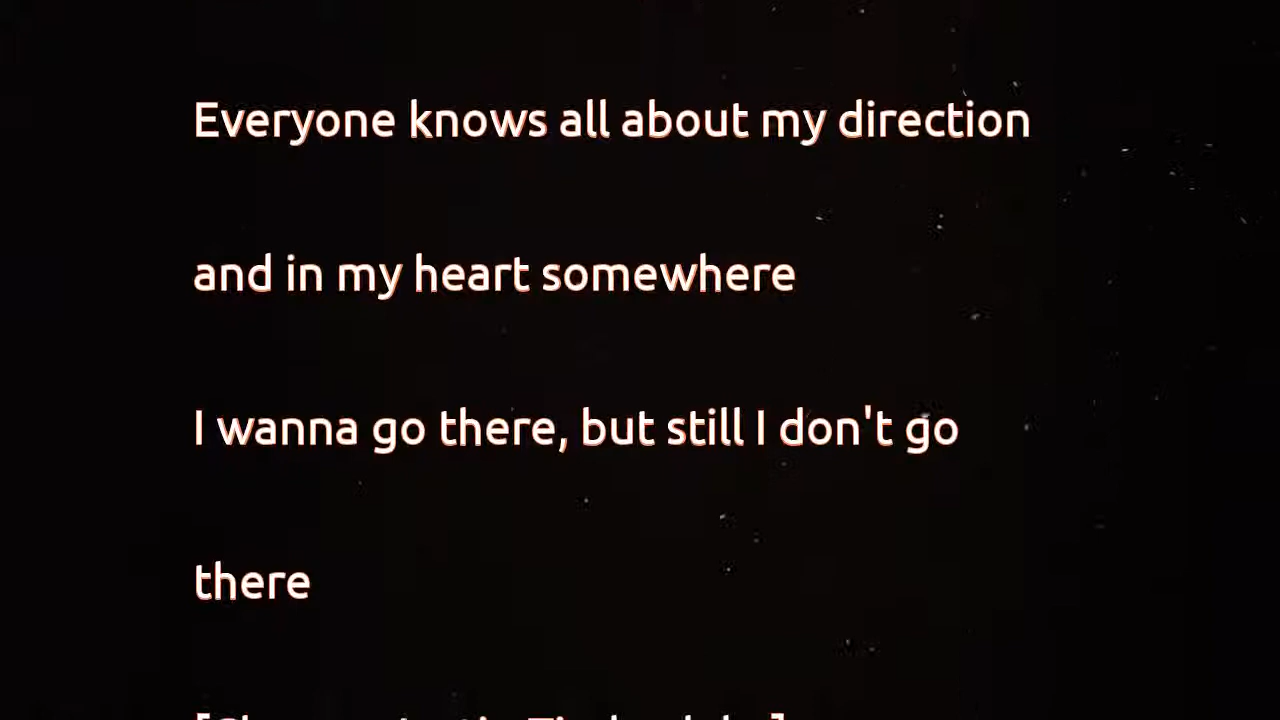 Everyone knows all about my direction
and in my heart somewhere
I wanna go there, but still I don't go
there